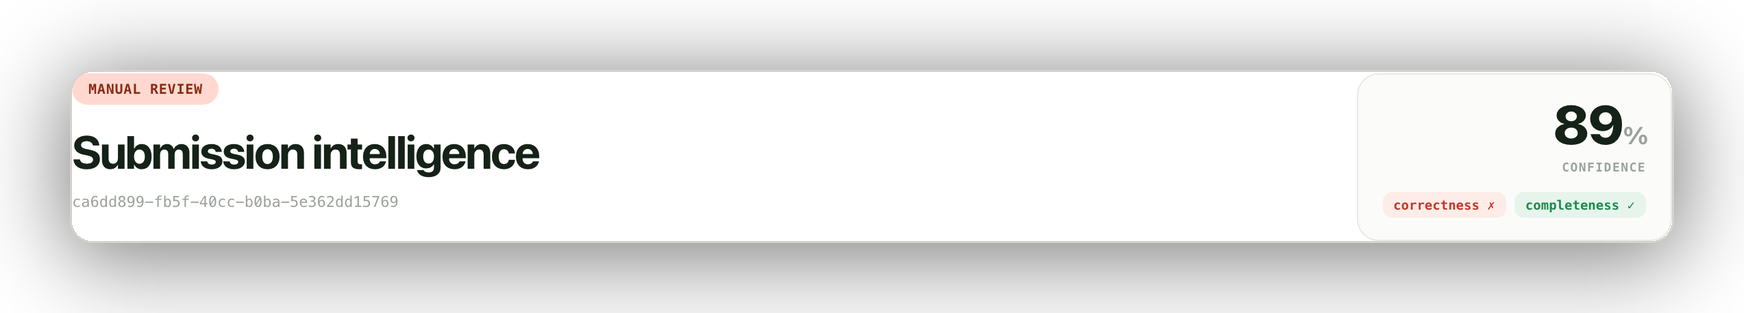 MANUAL REVIEW
Submission intelligence
ca6dd899-fb5f-40cc-b0ba-5e362dd15769
89%
CONFIDENCE
correctness ✗ completeness ✓